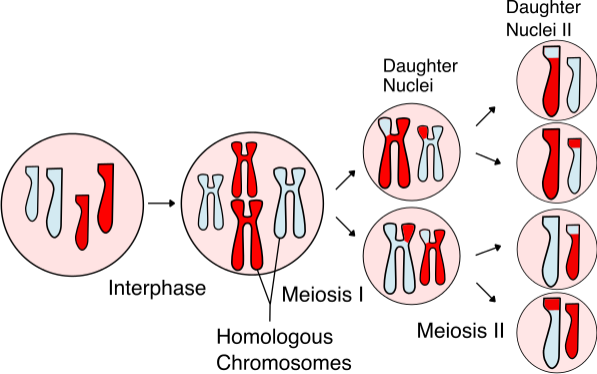 Daughter
Nuclei II
Daughter
Nuclei
Interphase
Meiosis I
Meiosis II
Homologous
Chromosomes